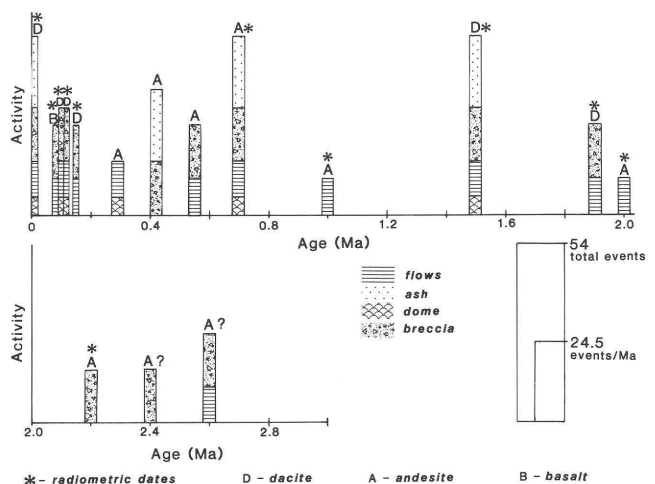 *
D
*
B
*
D
*
D
*
D
A
A
A
A*
*
A
D*
*
D
*
A
Activity
0 0.4 0.8 1.2 1.6 2.0
Age (Ma)
flows
ash
dome
breccia
54
total events
24.5
events/Ma
*
A
A?
A?
Activity
2.0 2.4 2.8
Age (Ma)
*- radiometric dates D - dacite A - andesite B - basalt